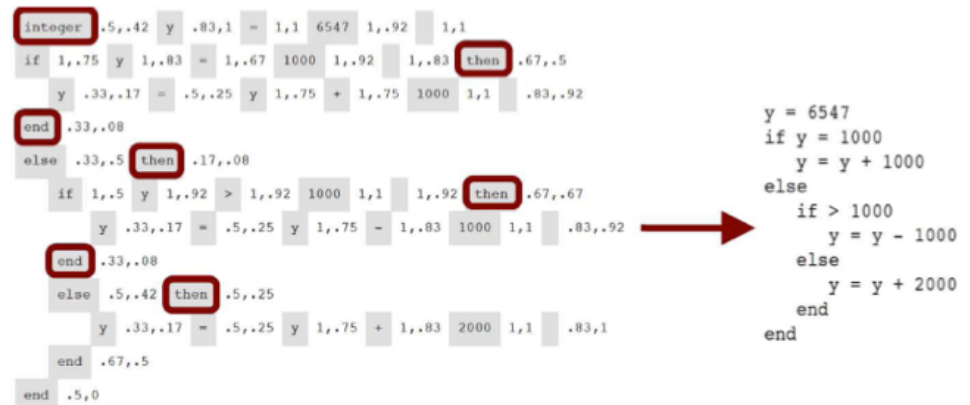 integer .5,.42 y .83,1 = 1,1 6547 1,.92 1,1
if 1,.75 y 1,.83 = 1,.67 1000 1,.92 1,.83 then .67,.5
y .33,.17 = .5,.25 y 1,.75 + 1,.75 1000 1,1 .83,.92
end .33,.08
else .33,.5 then .17,.08
if 1,.5 y 1,.92 > 1,.92 1000 1,1 1,.92 then .67,.67
y .33,.17 = .5,.25 y 1,.75 - 1,.83 1000 1,1 .83,.92
end .33,.08
else .5,.42 then .5,.25
y .33,.17 = .5,.25 y 1,.75 + 1,.83 2000 1,1 .83,1
end .67,.5
end .5,0
y = 6547
if y = 1000
y = y + 1000
else
if > 1000
y = y - 1000
else
y = y + 2000
end
end